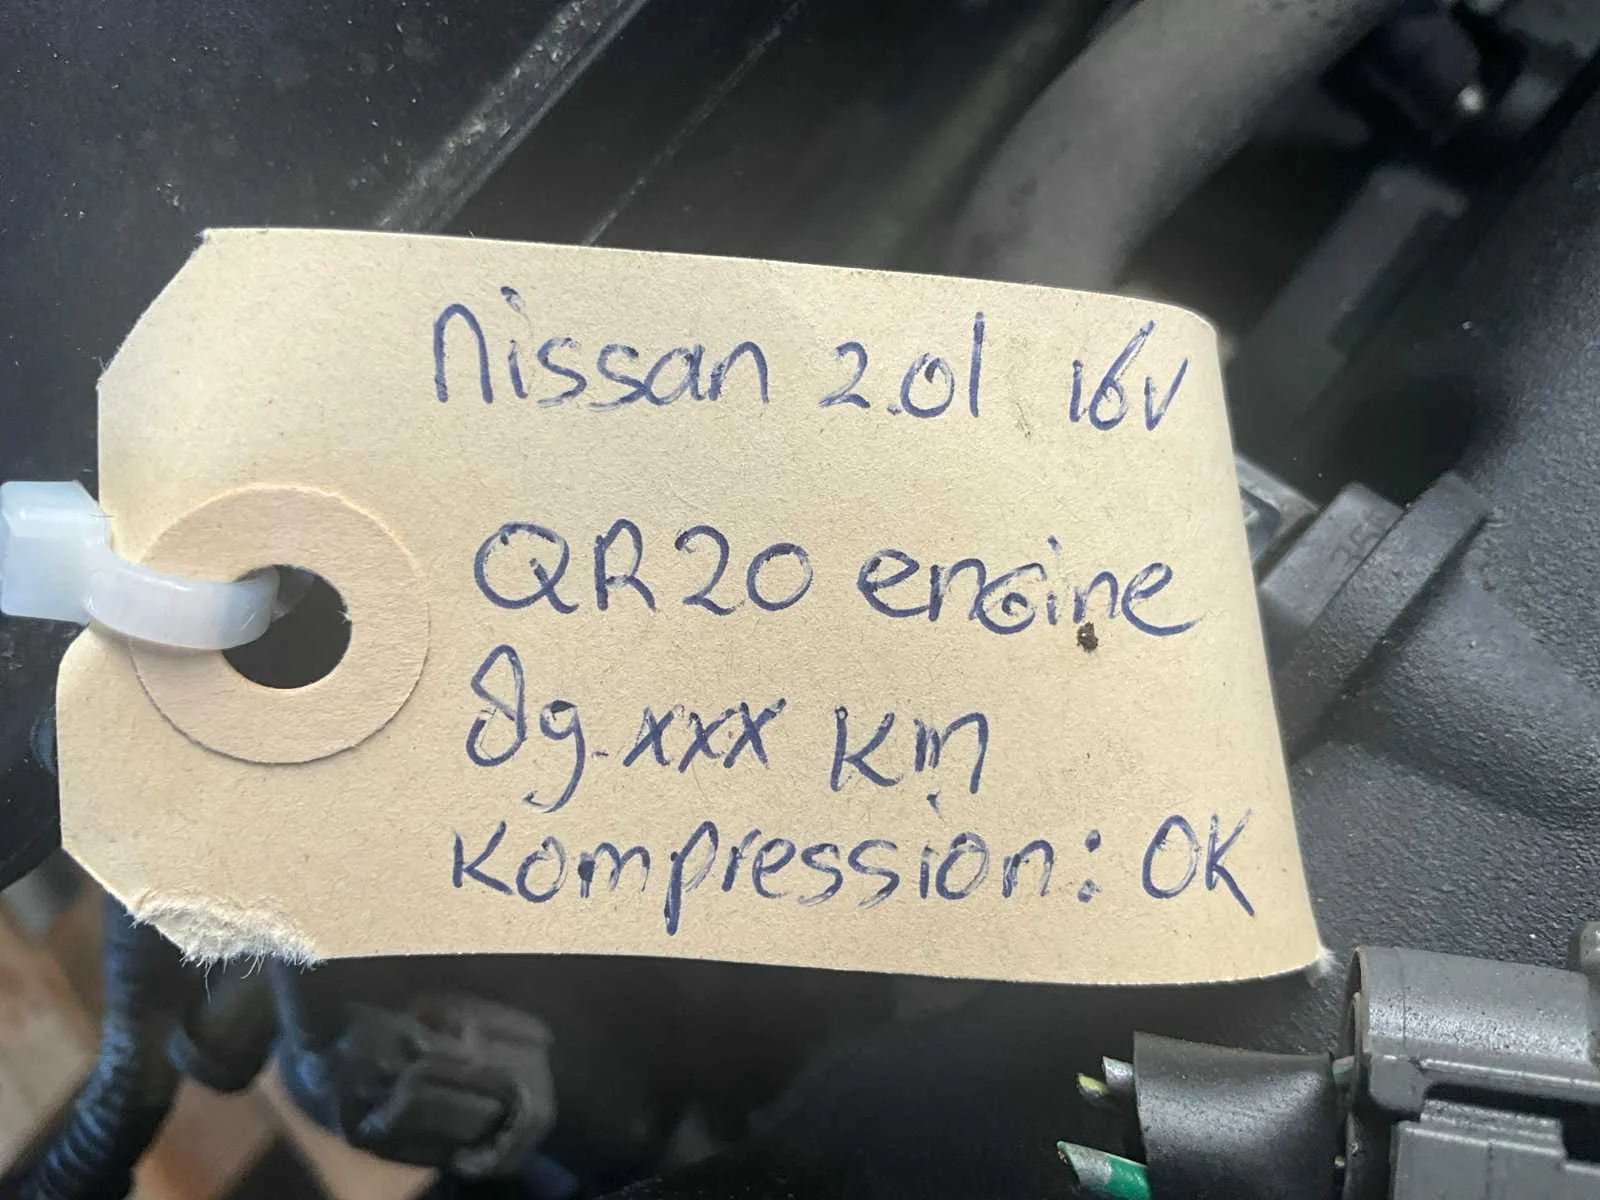 Nissan 2.0l 16V
QR20 engine
89.xxx Km
Kompression: OK